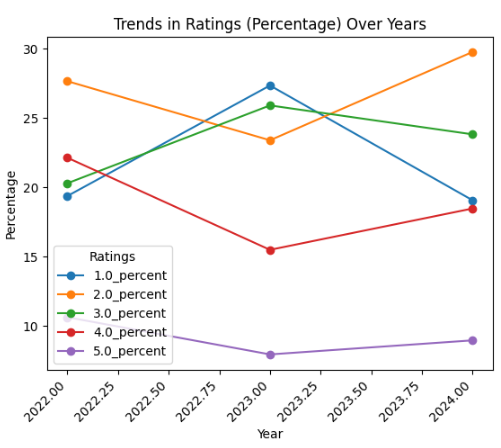 Trends in Ratings (Percentage) Over Years
30
25
20
15
10
Percentage
Ratings
1.0_percent
2.0_percent
3.0_percent
4.0_percent
5.0_percent
2022.00
2022.25
2022.50
2022.75
2023.00
2023.25
2023.50
2023.75
2024.00
Year